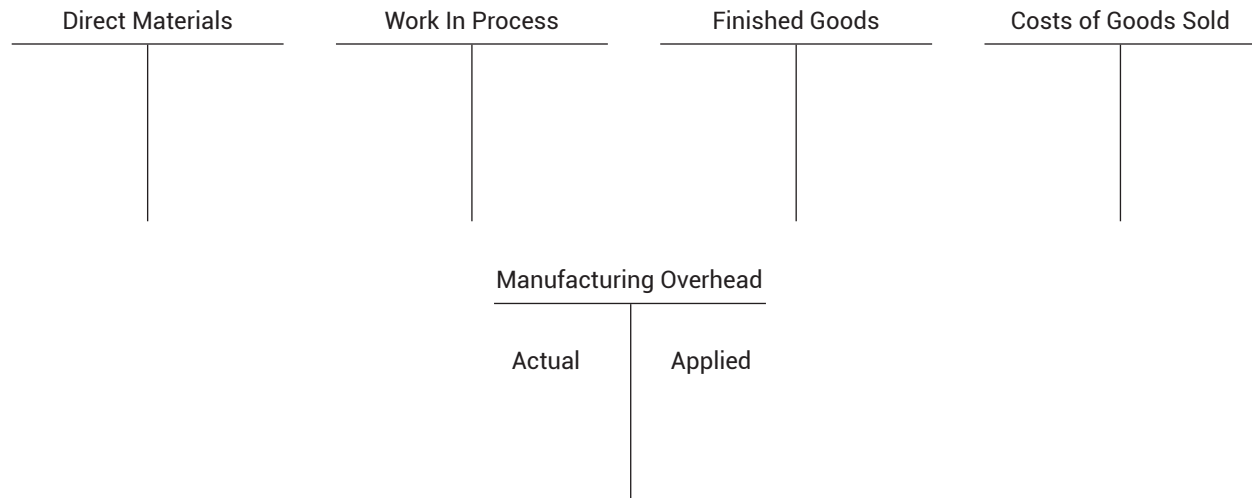 Direct Materials
Work In Process
Finished Goods
Costs of Goods Sold
Manufacturing Overhead
Actual
Applied